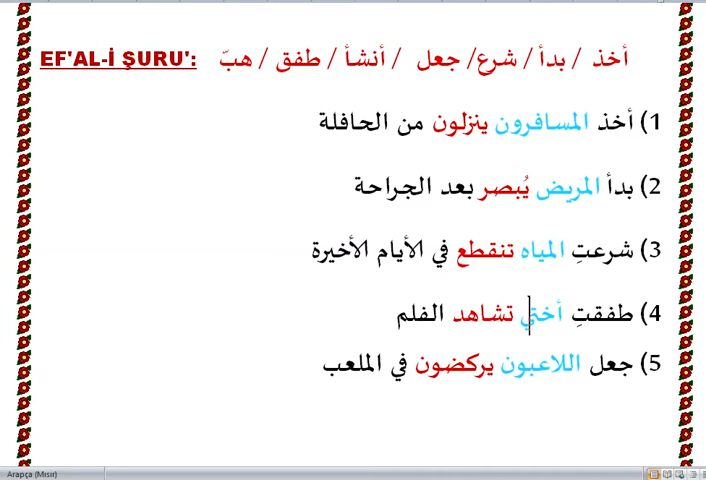 EF'AL-İ ŞURU': أخذ / بدأ / شرع/ جعل / أنشأ / طفق / هبّ
1) أخذ المسافرون ينزلون من الحافلة
2) بدأ المريض يُبصر بعد الجراحة
3) شرعتِ المياه تنقطع في الأيام الأخيرة
4) طفقتِ أختي تشاهد الفلم
5) جعل اللاعبون يركضون في الملعب
Arapça (Mısır)